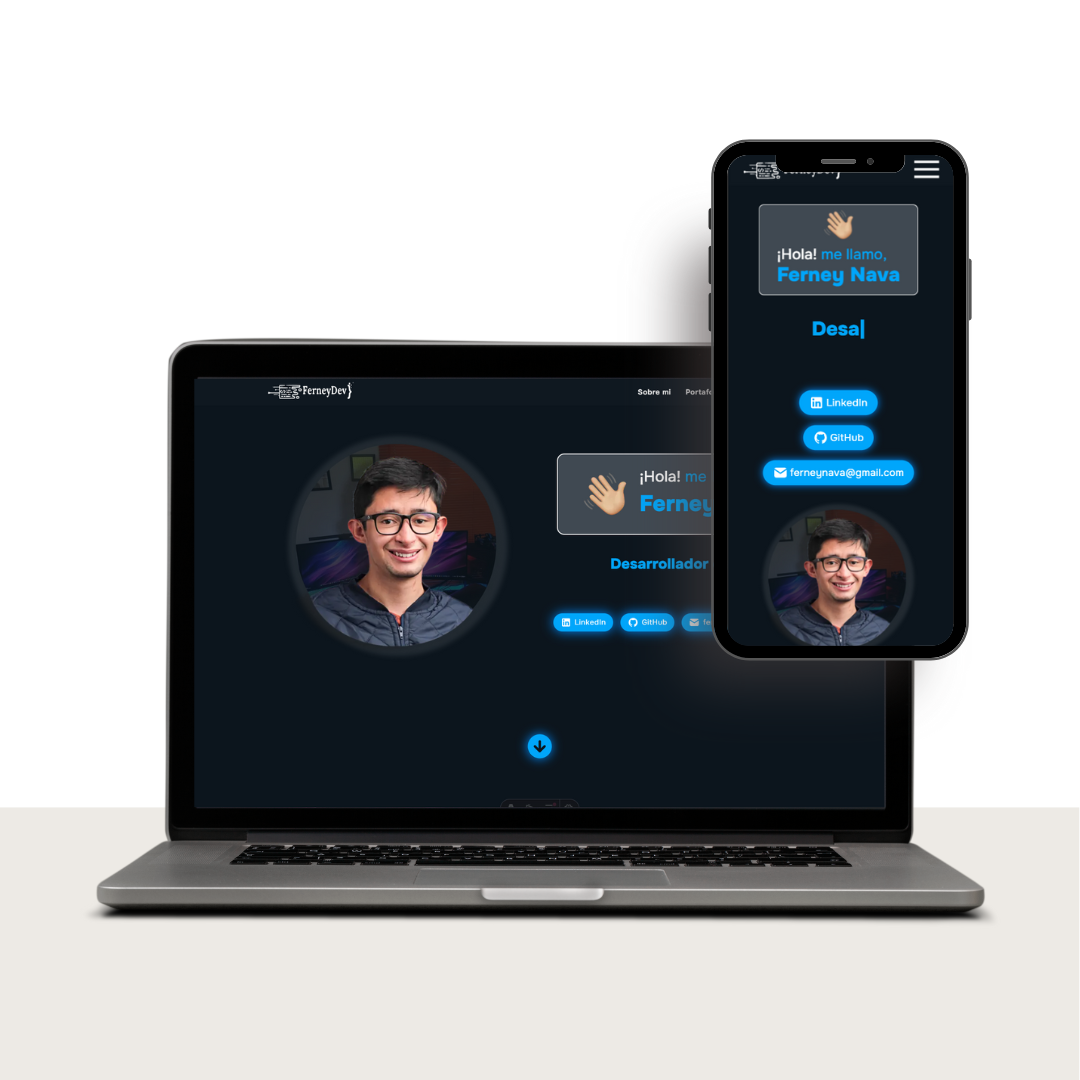 FerneyDev
Sobre mi
Portafo
¡Hola! me
Ferney
Desarrollador
LinkedIn
GitHub
fe
¡Hola! me llamo,
Ferney Nava
Desa
LinkedIn
GitHub
ferneynava@gmail.com